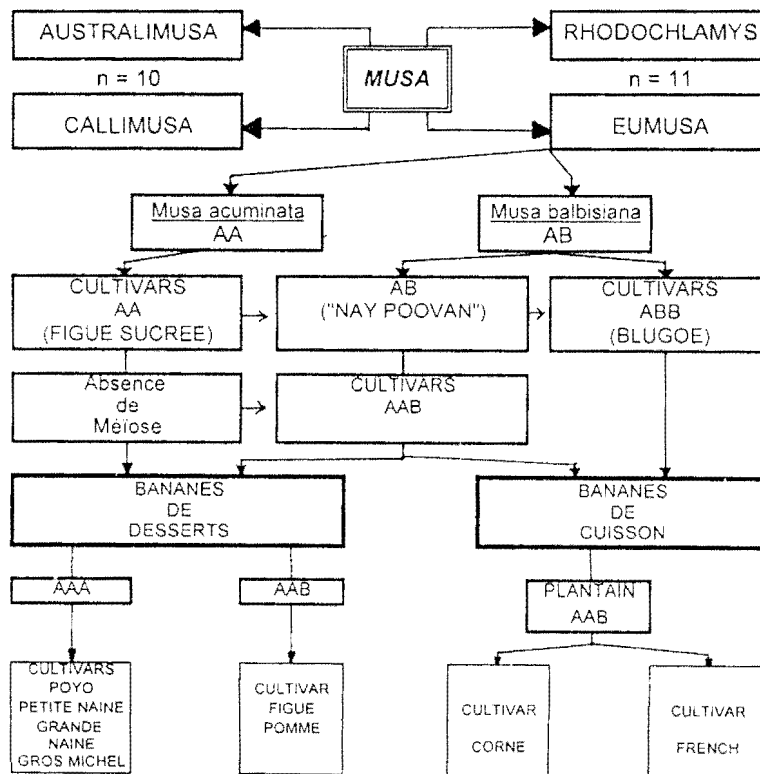 AUSTRALIMUSA
MUSA
RHODOCHLAMYS
n = 10
n = 11
CALLIMUSA
EUMUSA
Musa acuminata
AA
Musa balbisiana
AB
CULTIVARS
AA
(FIGUE SUCREE)
AB
("NAY POOVAN")
CULTIVARS
ABB
(BLUGOE)
Absence
de
Méïose
CULTIVARS
AAB
BANANES
DE
DESSERTS
BANANES
DE
CUISSON
AAA
AAB
PLANTAIN
AAB
CULTIVARS
POYO
PETITE NAINE
GRANDE
NAINE
GROS MICHEL
CULTIVAR
FIGUE
POMME
CULTIVAR
CORNE
CULTIVAR
FRENCH